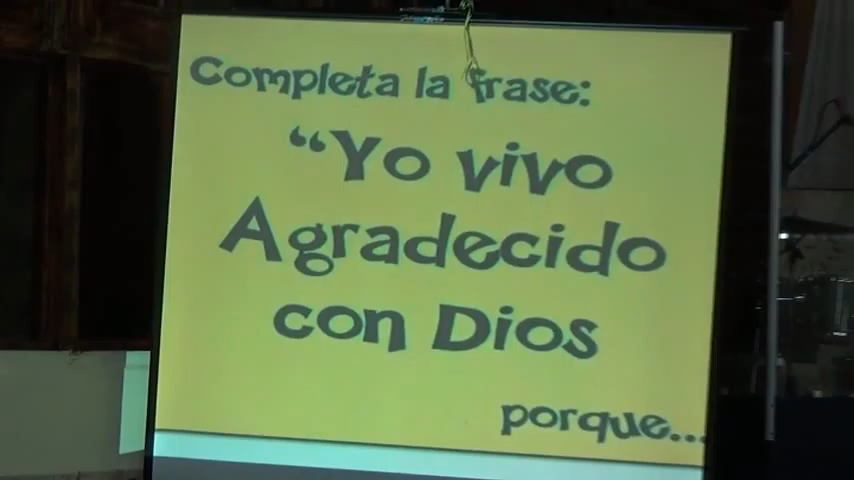 Completa la frase:
“Yo vivo
Agradecido
con Dios
porque...